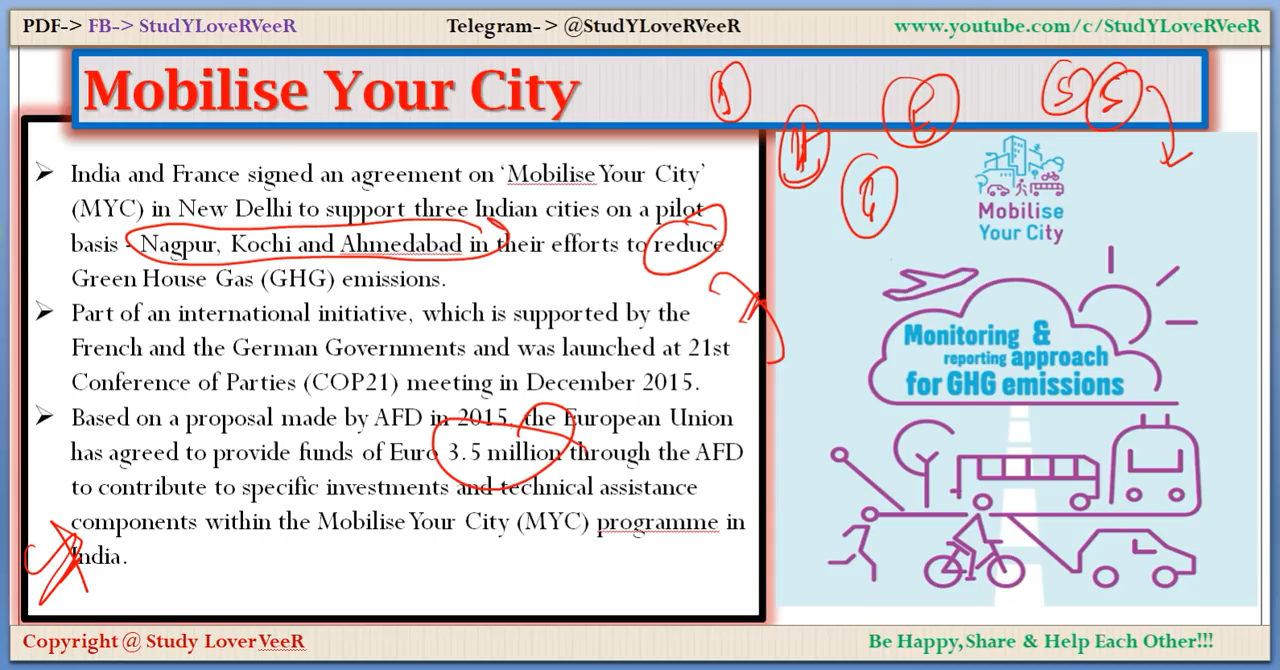 PDF-> FB-> StudYLoveRVeeR
Telegram-> @StudYLoveRVeeR
www.youtube.com/c/StudYLoveRVeeR
Mobilise Your City
India and France signed an agreement on ‘Mobilise Your City’
(MYC) in New Delhi to support three Indian cities on a pilot
basis - Nagpur, Kochi and Ahmedabad in their efforts to reduce
Green House Gas (GHG) emissions.
Part of an international initiative, which is supported by the
French and the German Governments and was launched at 21st
Conference of Parties (COP21) meeting in December 2015.
Based on a proposal made by AFD in 2015, the European Union
has agreed to provide funds of Euro 3.5 million through the AFD
to contribute to specific investments and technical assistance
components within the Mobilise Your City (MYC) programme in
India.
Mobilise
Your City
Monitoring &
reporting approach
for GHG emissions
Copyright @ Study LoverVeeR
Be Happy,Share & Help Each Other!!!